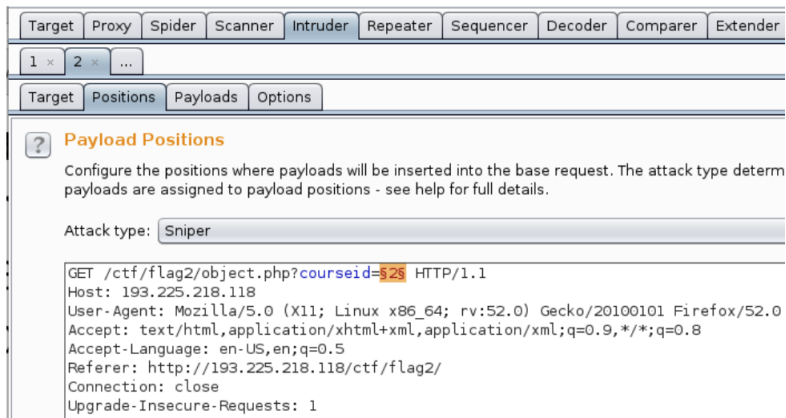 Target Proxy Spider Scanner Intruder Repeater Sequencer Decoder Comparer Extender
1 × 2 × ...
Target Positions Payloads Options
? Payload Positions
Configure the positions where payloads will be inserted into the base request. The attack type determ
payloads are assigned to payload positions - see help for full details.
Attack type: Sniper
GET /ctf/flag2/object.php?courseid=§2§ HTTP/1.1
Host: 193.225.218.118
User-Agent: Mozilla/5.0 (X11; Linux x86_64; rv:52.0) Gecko/20100101 Firefox/52.0
Accept: text/html,application/xhtml+xml,application/xml;q=0.9,*/*;q=0.8
Accept-Language: en-US,en;q=0.5
Referer: http://193.225.218.118/ctf/flag2/
Connection: close
Upgrade-Insecure-Requests: 1